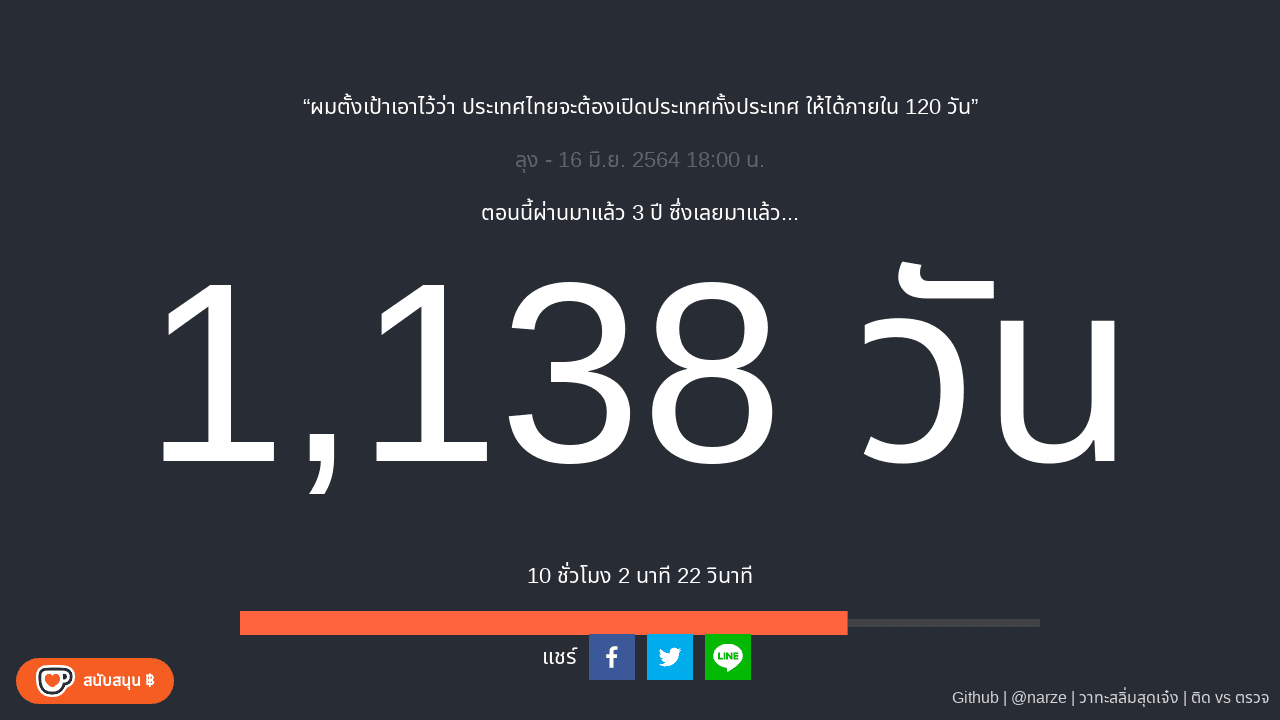 “ผมตั้งเป้าเอาไว้ว่า ประเทศไทยจะต้องเปิดประเทศทั้งประเทศ ให้ได้ภายใน 120 วัน”
ลุง - 16 มิ.ย. 2564 18:00 น.
ตอนนี้ผ่านมาแล้ว 3 ปี ซึ่งเลยมาแล้ว...
1,138 วัน
10 ชั่วโมง 2 นาที 22 วินาที
แชร์
LINE
สนับสนุน ฿
Github | @narze | วาทะสลิ่มสุดเจ๋ง | ติด vs ตรวจ